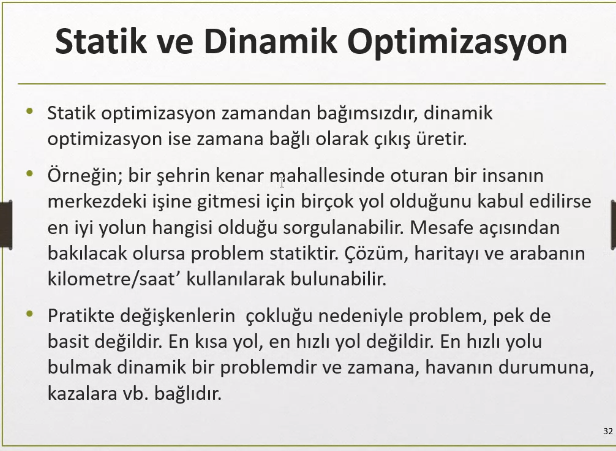 Statik ve Dinamik Optimizasyon
• Statik optimizasyon zamandan bağımsızdır, dinamik
optimizasyon ise zamana bağlı olarak çıkış üretir.
• Örneğin; bir şehrin kenar mahallesinde oturan bir insanın
merkezdeki işine gitmesi için birçok yol olduğunu kabul edilirse
en iyi yolun hangisi olduğu sorgulanabilir. Mesafe açısından
bakılacak olursa problem statiktir. Çözüm, haritayı ve arabanın
kilometre/saat’ kullanılarak bulunabilir.
• Pratikte değişkenlerin çokluğu nedeniyle problem, pek de
basit değildir. En kısa yol, en hızlı yol değildir. En hızlı yolu
bulmak dinamik bir problemdir ve zamana, havanın durumuna,
kazalara vb. bağlıdır.
32